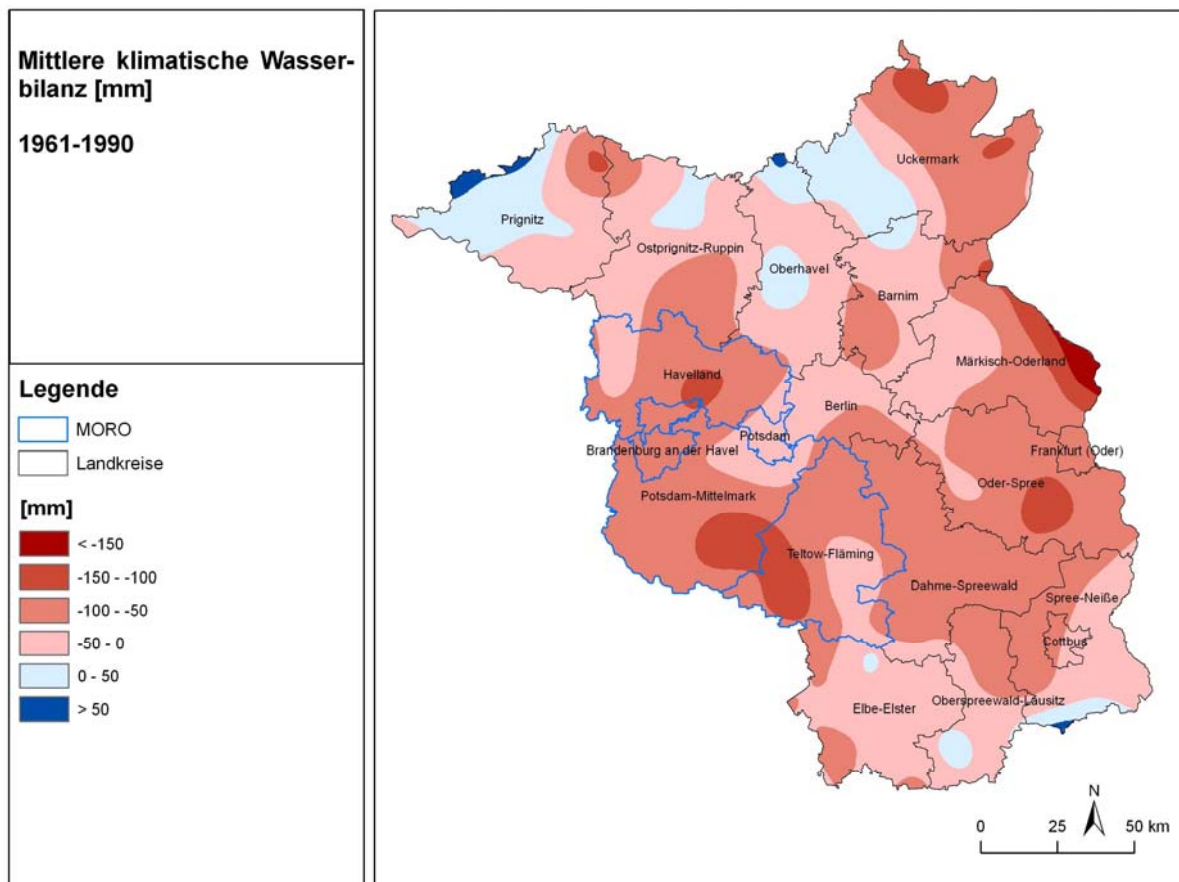 Mittlere klimatische Wasser-
bilanz [mm]
1961-1990
Legende
MORO
Landkreise
[mm]
< -150
-150 - -100
-100 - -50
-50 - 0
0 - 50
> 50
Uckermark
Prignitz
Ostprignitz-Ruppin
Oberhavel
Barnim
Märkisch-Oderland
Havelland
Berlin
Potsdam
Brandenburg an der Havel
Frankfurt (Oder)
Oder-Spree
Potsdam-Mittelmark
Teltow-Fläming
Dahme-Spreewald
Spree-Neiße
Cottbus
Oberspreewald-Lausitz
Elbe-Elster
N
0 25 50 km